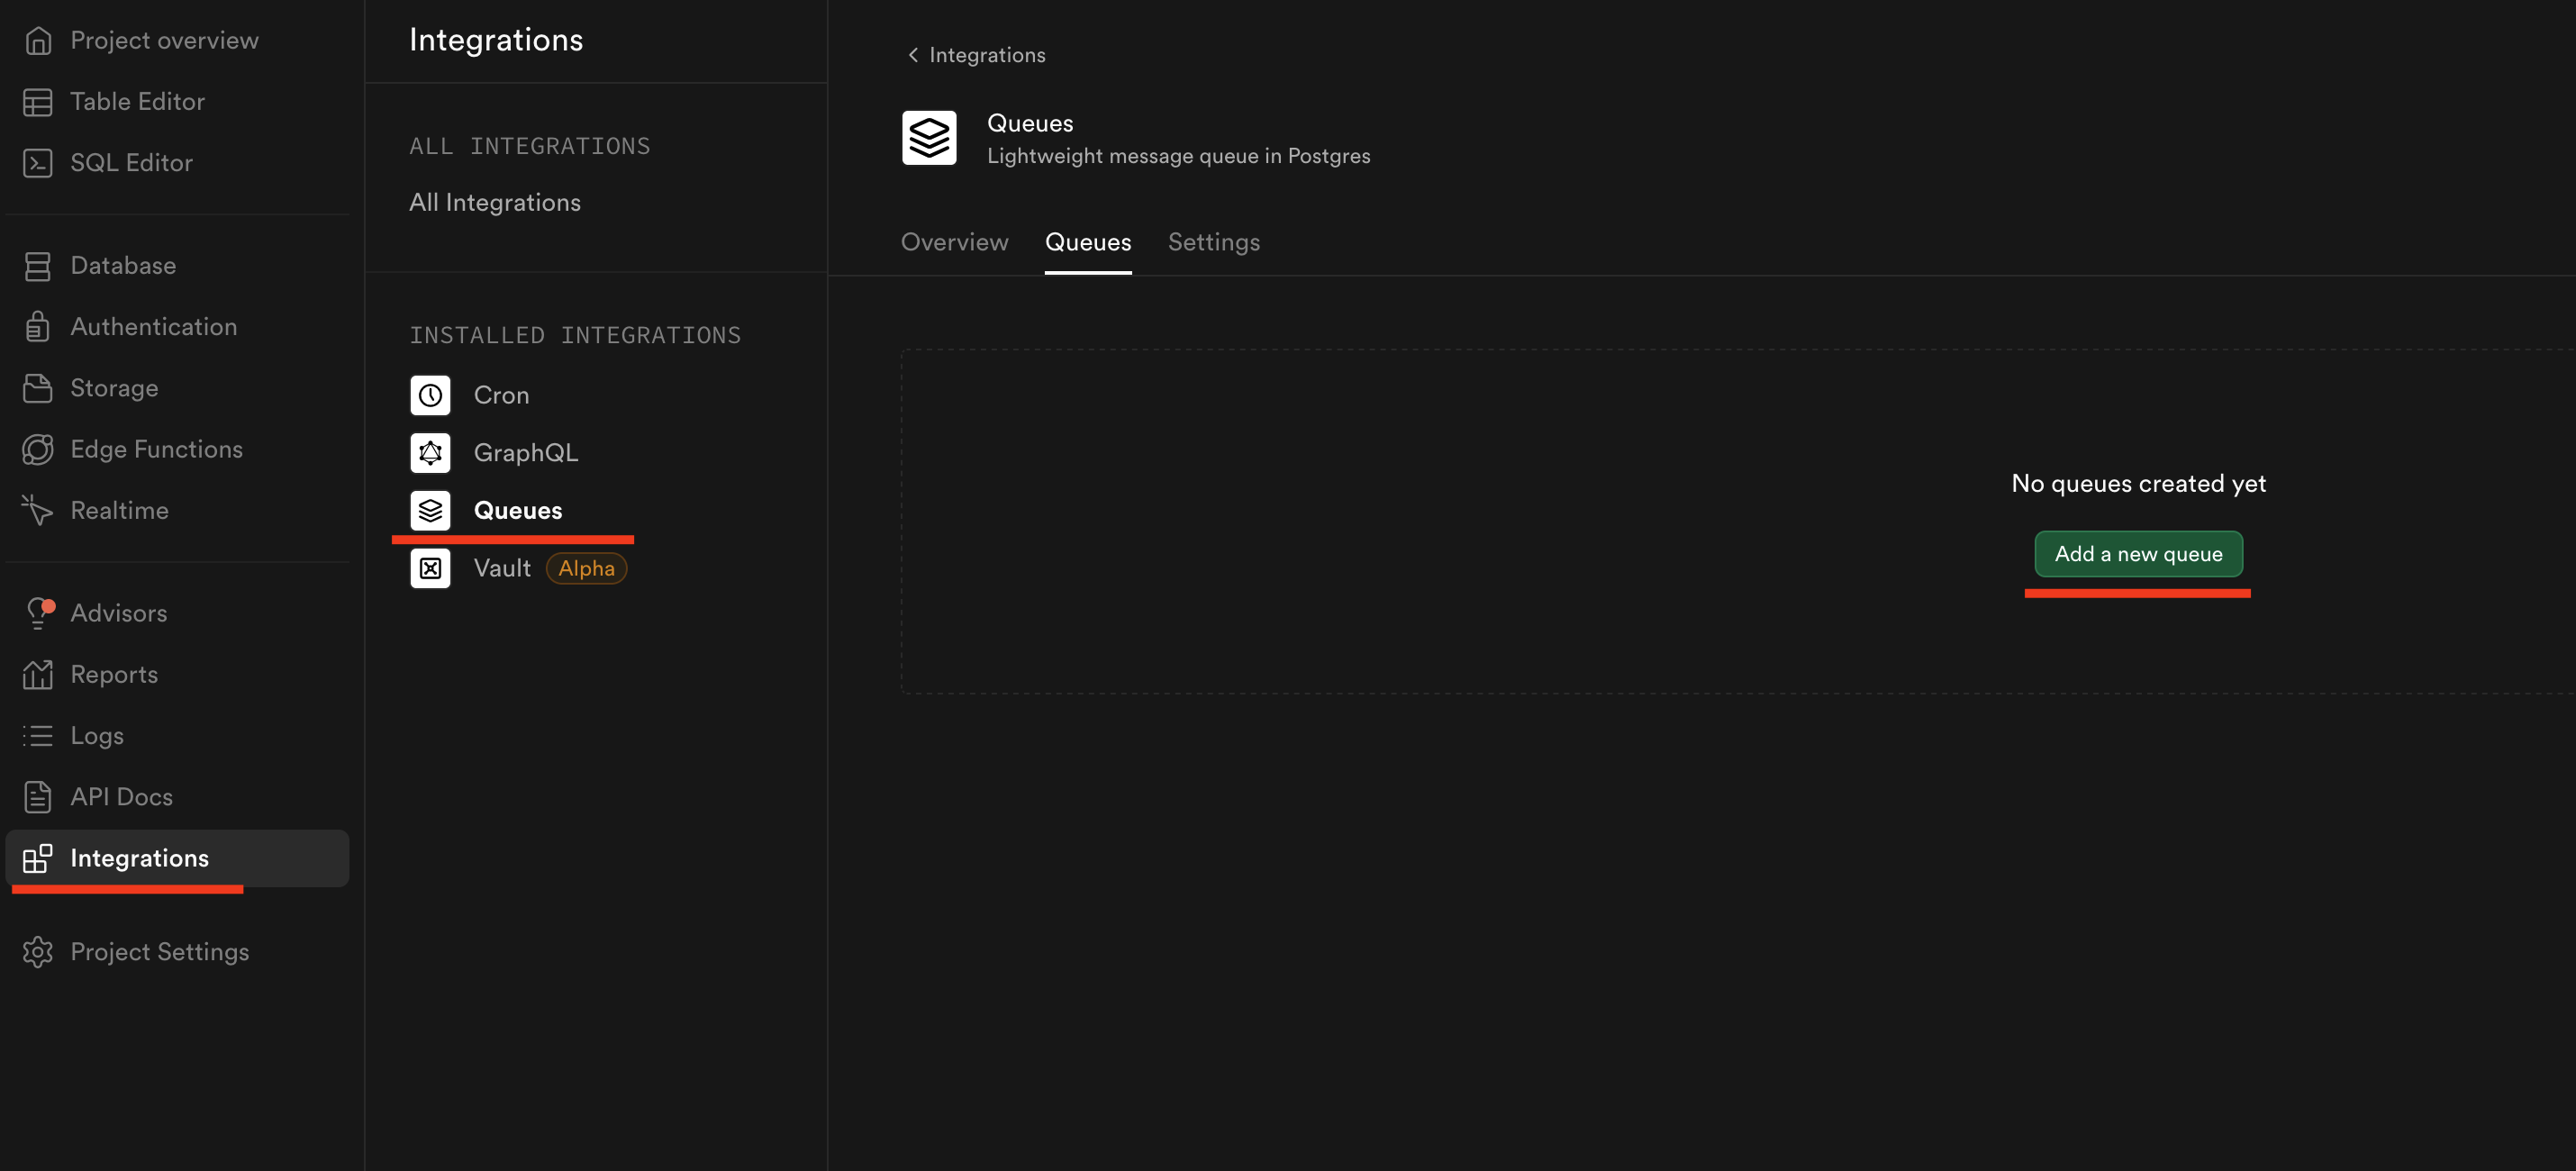 Project overview
Table Editor
SQL Editor
Database
Authentication
Storage
Edge Functions
Realtime
Advisors
Reports
Logs
API Docs
Integrations
Project Settings
Integrations
ALL INTEGRATIONS
All Integrations
INSTALLED INTEGRATIONS
Cron
GraphQL
Queues
Vault Alpha
Integrations
Queues
Lightweight message queue in Postgres
Overview Queues Settings
No queues created yet
Add a new queue